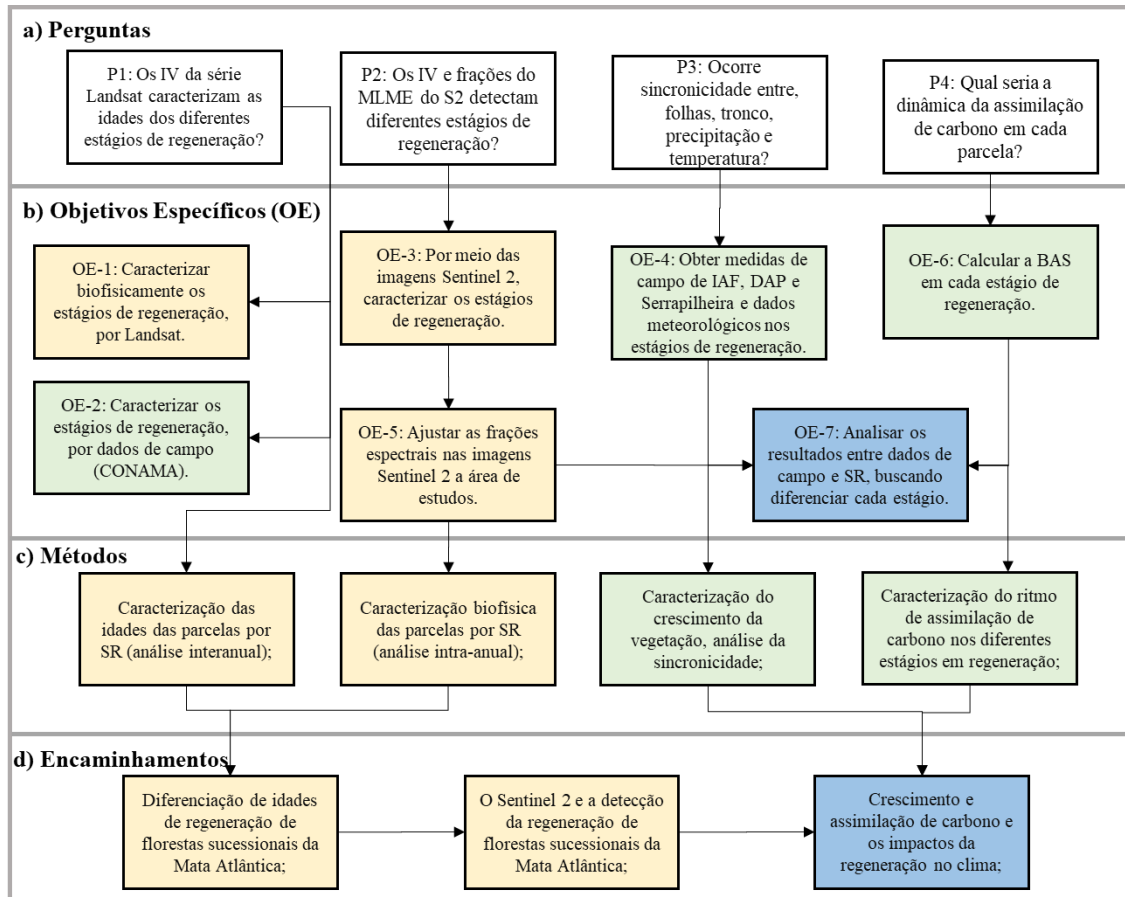 a) Perguntas
P1: Os IV da série
Landsat caracterizam as
idades dos diferentes
estágios de regeneração?
P2: Os IV e frações do
MLME do S2 detectam
diferentes estágios de
regeneração?
P3: Ocorre
sincronicidade entre,
folhas, tronco,
precipitação e
temperatura?
P4: Qual seria a
dinâmica da assimilação
de carbono em cada
parcela?
b) Objetivos Específicos (OE)
OE-1: Caracterizar
biofisicamente os
estágios de regeneração,
por Landsat.
OE-3: Por meio das
imagens Sentinel 2,
caracterizar os estágios
de regeneração.
OE-4: Obter medidas de
campo de IAF, DAP e
Serrapilheira e dados
meteorológicos nos
estágios de regeneração.
OE-6: Calcular a BAS
em cada estágio de
regeneração.
OE-2: Caracterizar os
estágios de regeneração,
por dados de campo
(CONAMA).
OE-5: Ajustar as frações
espectrais nas imagens
Sentinel 2 a área de
estudos.
OE-7: Analisar os
resultados entre dados de
campo e SR, buscando
diferenciar cada estágio.
c) Métodos
Caracterização das
idades das parcelas por
SR (análise interanual);
Caracterização biofísica
das parcelas por SR
(análise intra-anual);
Caracterização do
crescimento da
vegetação, análise da
sincronicidade;
Caracterização do ritmo
de assimilação de
carbono nos diferentes
estágios em regeneração;
d) Encaminhamentos
Diferenciação de idades
de regeneração de
florestas sucessionais da
Mata Atlântica;
O Sentinel 2 e a detecção
da regeneração de
florestas sucessionais da
Mata Atlântica;
Crescimento e
assimilação de carbono e
os impactos da
regeneração no clima;